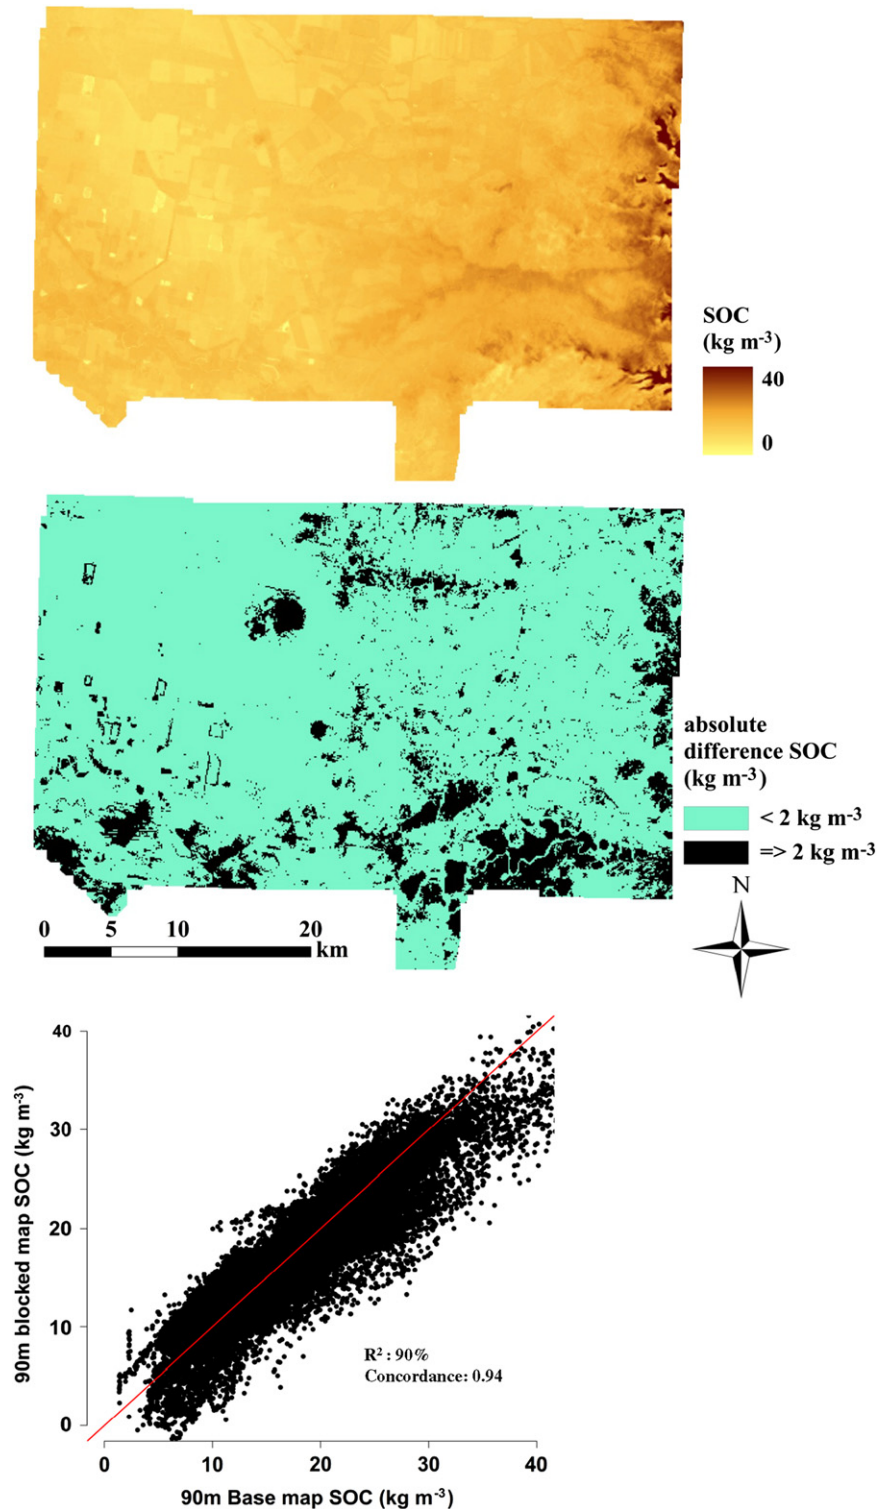 SOC
(kg m-3)
40
0
absolute
difference SOC
(kg m-3)
< 2 kg m-3
=> 2 kg m-3
N
0 5 10 20
km
40
30
20
10
0
90m blocked map SOC (kg m-3)
R2 : 90%
Concordance: 0.94
0 10 20 30 40
90m Base map SOC (kg m-3)